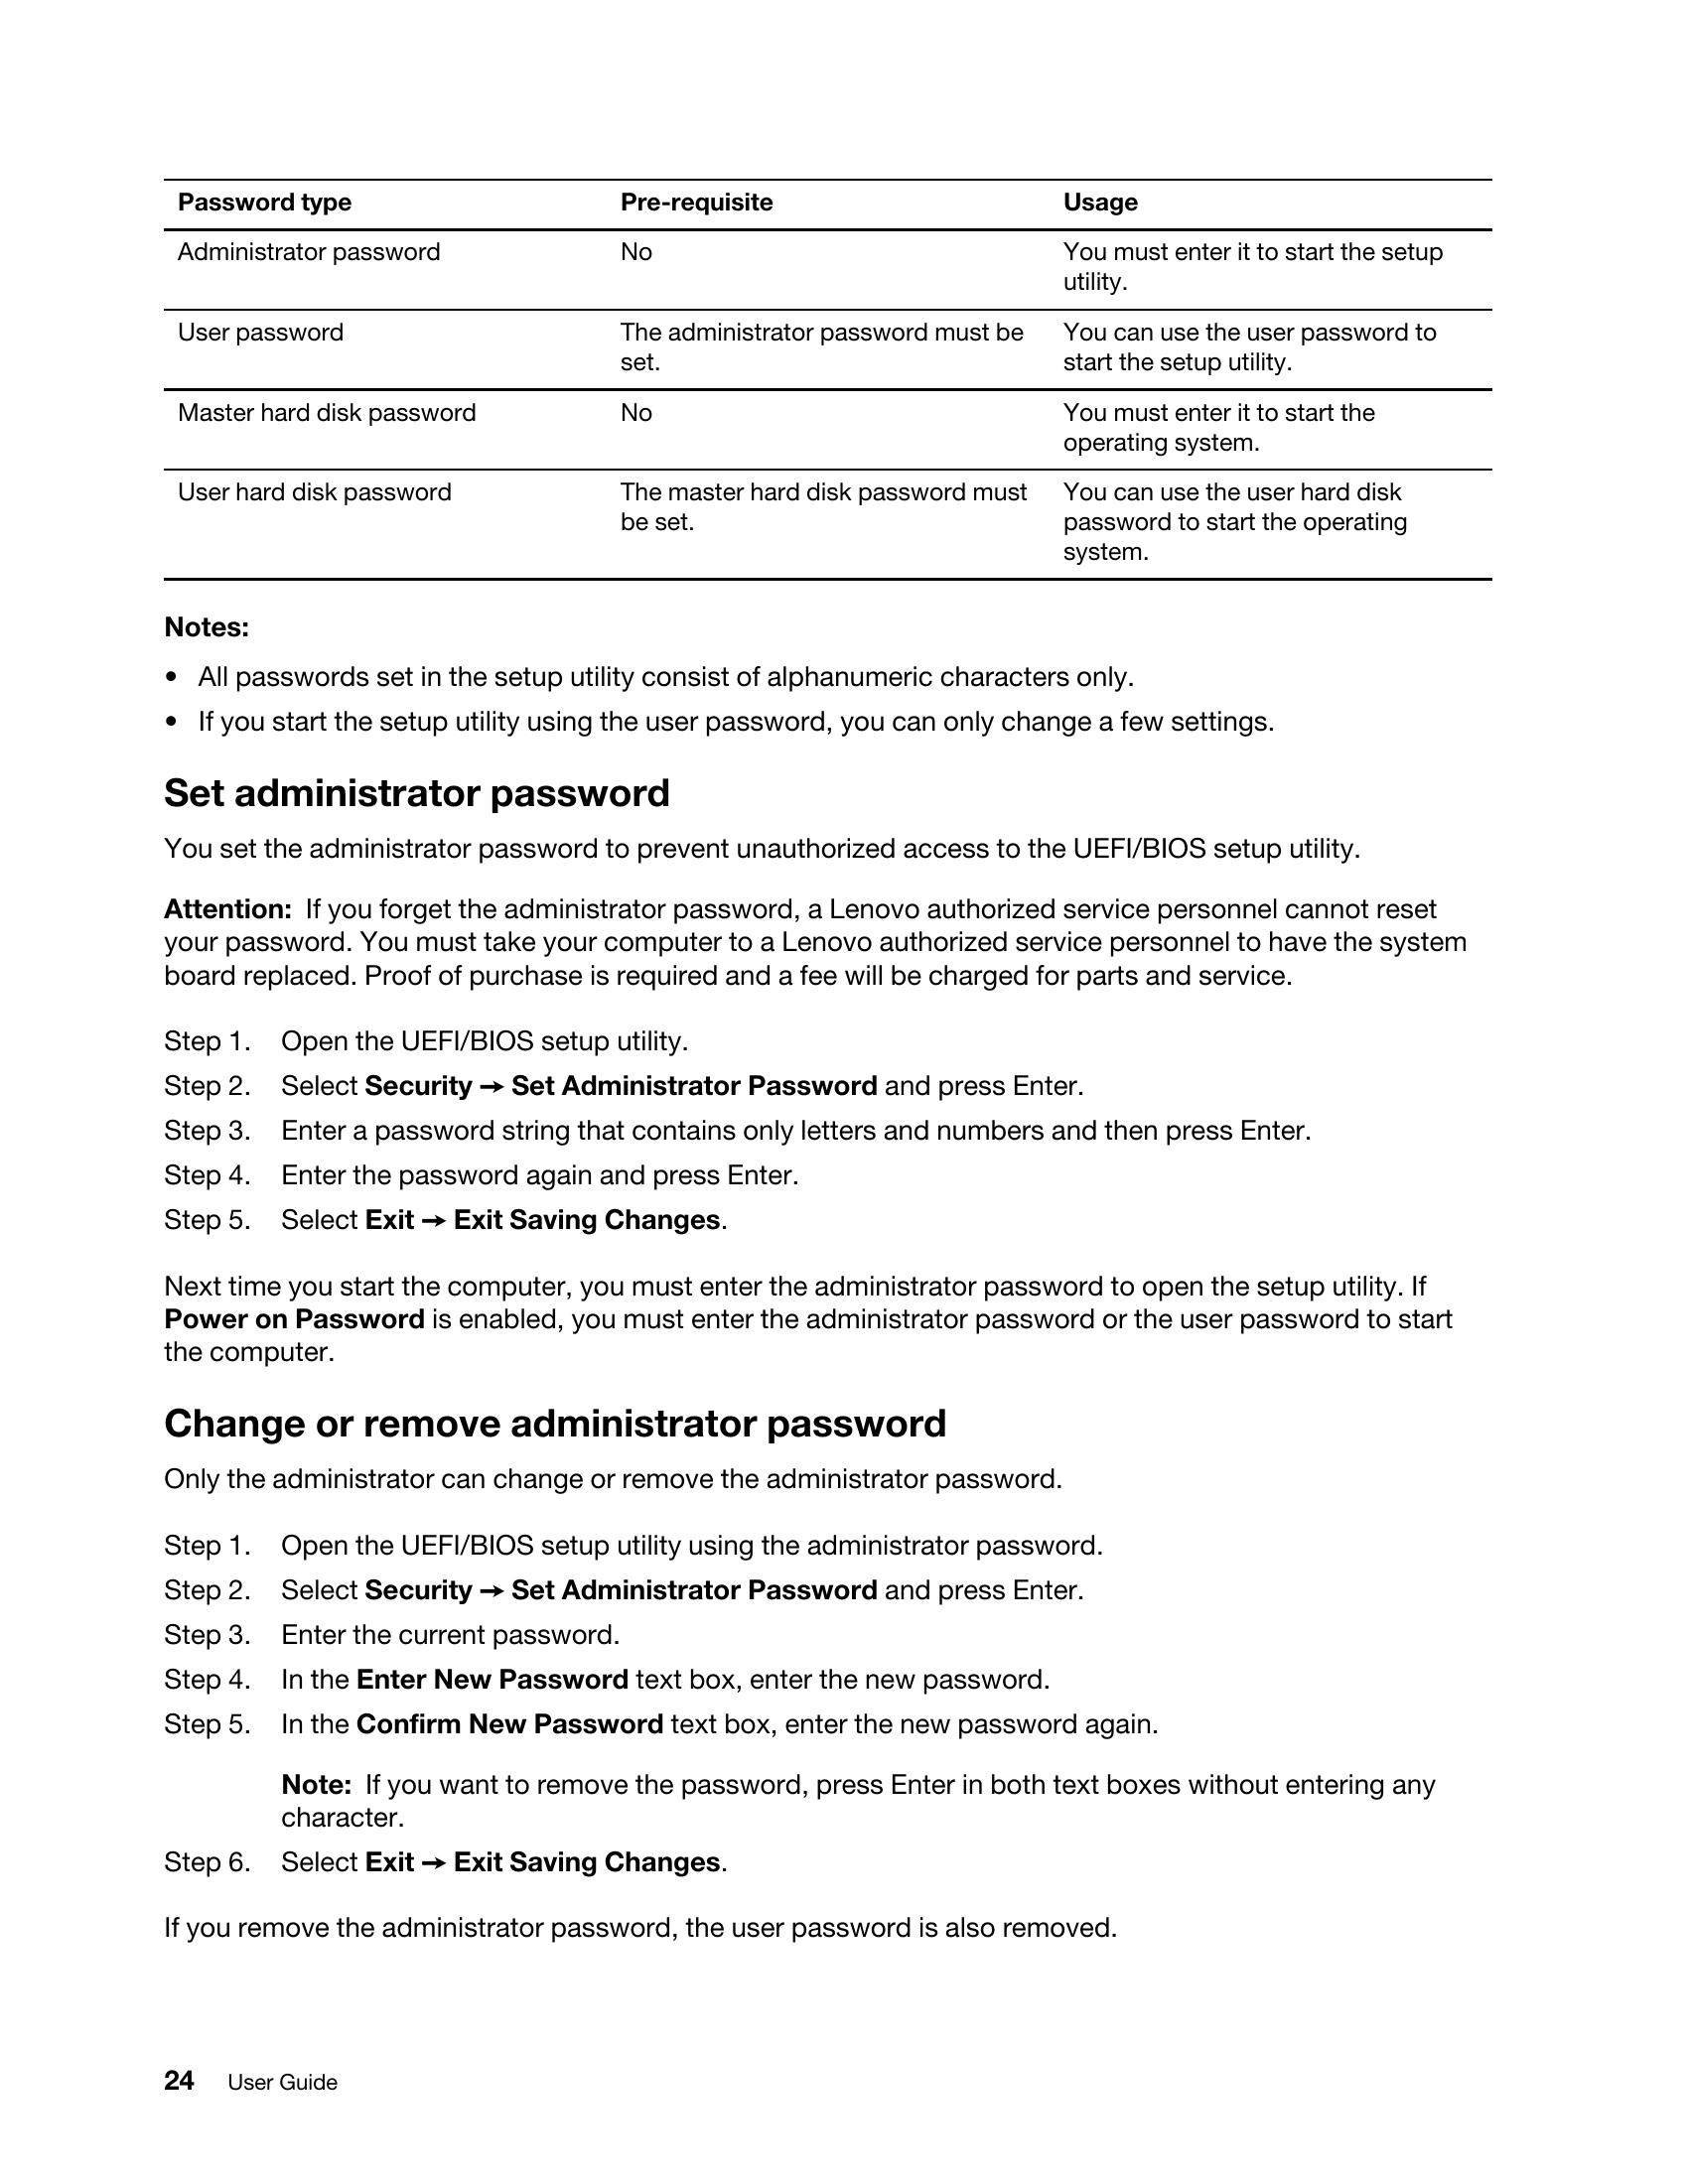 Password type Pre-requisite Usage
Administrator password No You must enter it to start the setup
utility.
User password The administrator password must be You can use the user password to
set. start the setup utility.
Master hard disk password No You must enter it to start the
operating system.
User hard disk password The master hard disk password must You can use the user hard disk
be set. password to start the operating
system.
Notes:
• All passwords set in the setup utility consist of alphanumeric characters only.
• If you start the setup utility using the user password, you can only change a few settings.
Set administrator password
You set the administrator password to prevent unauthorized access to the UEFI/BIOS setup utility.
Attention: If you forget the administrator password, a Lenovo authorized service personnel cannot reset
your password. You must take your computer to a Lenovo authorized service personnel to have the system
board replaced. Proof of purchase is required and a fee will be charged for parts and service.
Step 1. Open the UEFI/BIOS setup utility.
Step 2. Select Security → Set Administrator Password and press Enter.
Step 3. Enter a password string that contains only letters and numbers and then press Enter.
Step 4. Enter the password again and press Enter.
Step 5. Select Exit → Exit Saving Changes.
Next time you start the computer, you must enter the administrator password to open the setup utility. If
Power on Password is enabled, you must enter the administrator password or the user password to start
the computer.
Change or remove administrator password
Only the administrator can change or remove the administrator password.
Step 1. Open the UEFI/BIOS setup utility using the administrator password.
Step 2. Select Security → Set Administrator Password and press Enter.
Step 3. Enter the current password.
Step 4. In the Enter New Password text box, enter the new password.
Step 5. In the Confirm New Password text box, enter the new password again.
Note: If you want to remove the password, press Enter in both text boxes without entering any
character.
Step 6. Select Exit → Exit Saving Changes.
If you remove the administrator password, the user password is also removed.
24 User Guide